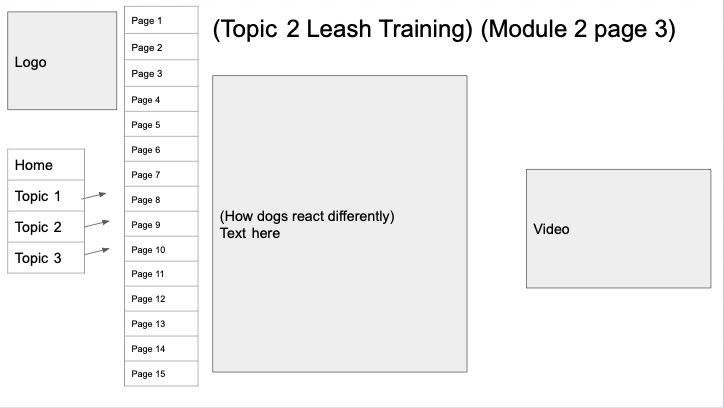 Logo
Home
Topic 1
Topic 2
Topic 3
Page 1
Page 2
Page 3
Page 4
Page 5
Page 6
Page 7
Page 8
Page 9
Page 10
Page 11
Page 12
Page 13
Page 14
Page 15
(Topic 2 Leash Training) (Module 2 page 3)
(How dogs react differently)
Text here
Video